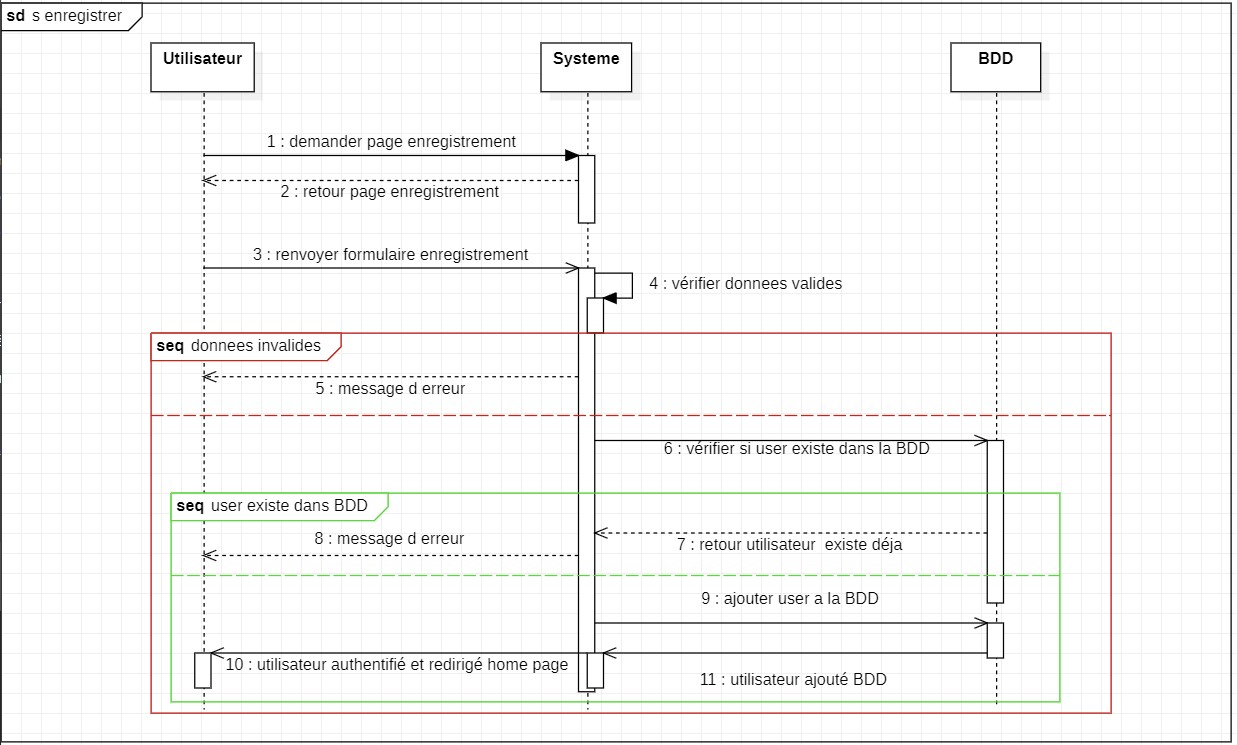 sd s enregistrer
Utilisateur
Systeme
BDD
1 : demander page enregistrement
2 : retour page enregistrement
3 : renvoyer formulaire enregistrement
4 : vérifier donnees valides
seq donnees invalides
5 : message d erreur
6 : vérifier si user existe dans la BDD
seq user existe dans BDD
8 : message d erreur
7 : retour utilisateur existe déja
9 : ajouter user a la BDD
10 : utilisateur authentifié et redirigé home page
11 : utilisateur ajouté BDD